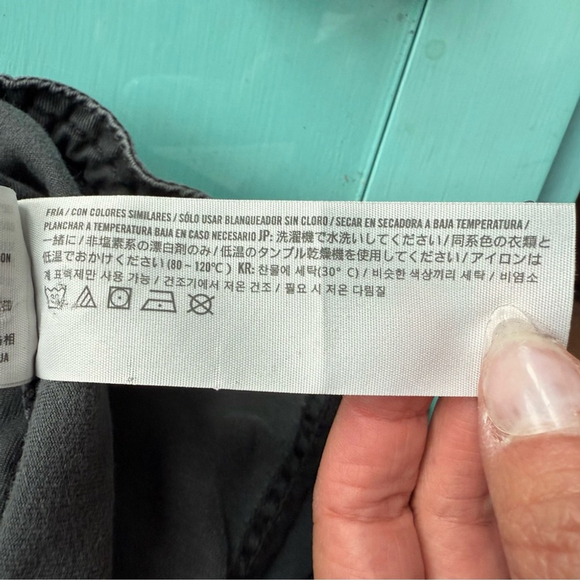 FRÍA / CON COLORES SIMILARES / SÓLO USAR BLANQUEADOR SIN CLORO / SECAR EN SECADORA A BAJA TEMPERATURA /
PLANCHAR A TEMPERATURA BAJA EN CASO NECESARIO JP: 洗濯機で水洗いしてください / 同系色の衣類と
一緒に / 非塩素系の漂白剤のみ / 低温のタンブル乾燥機を使用してください / アイロンは
低温でおかけください (80 – 120°C) KR: 찬물에 세탁(30° C) / 비슷한 색상끼리 세탁 / 비염소
계 표백제만 사용 가능 / 건조기에서 저온 건조 / 필요 시 저온 다림질
30